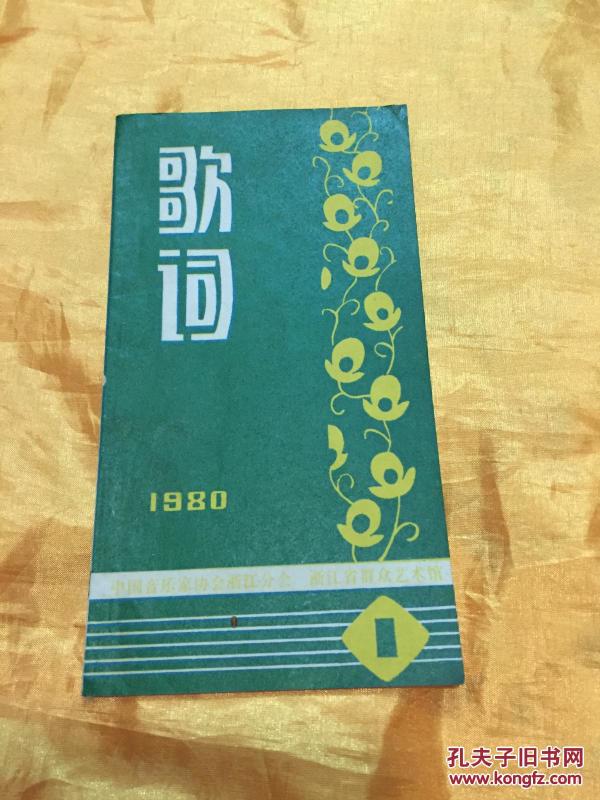 歌词
1980
中国音乐家协会浙江分会 浙江省群众艺术馆
1
孔夫子旧书网
www.kongfz.com